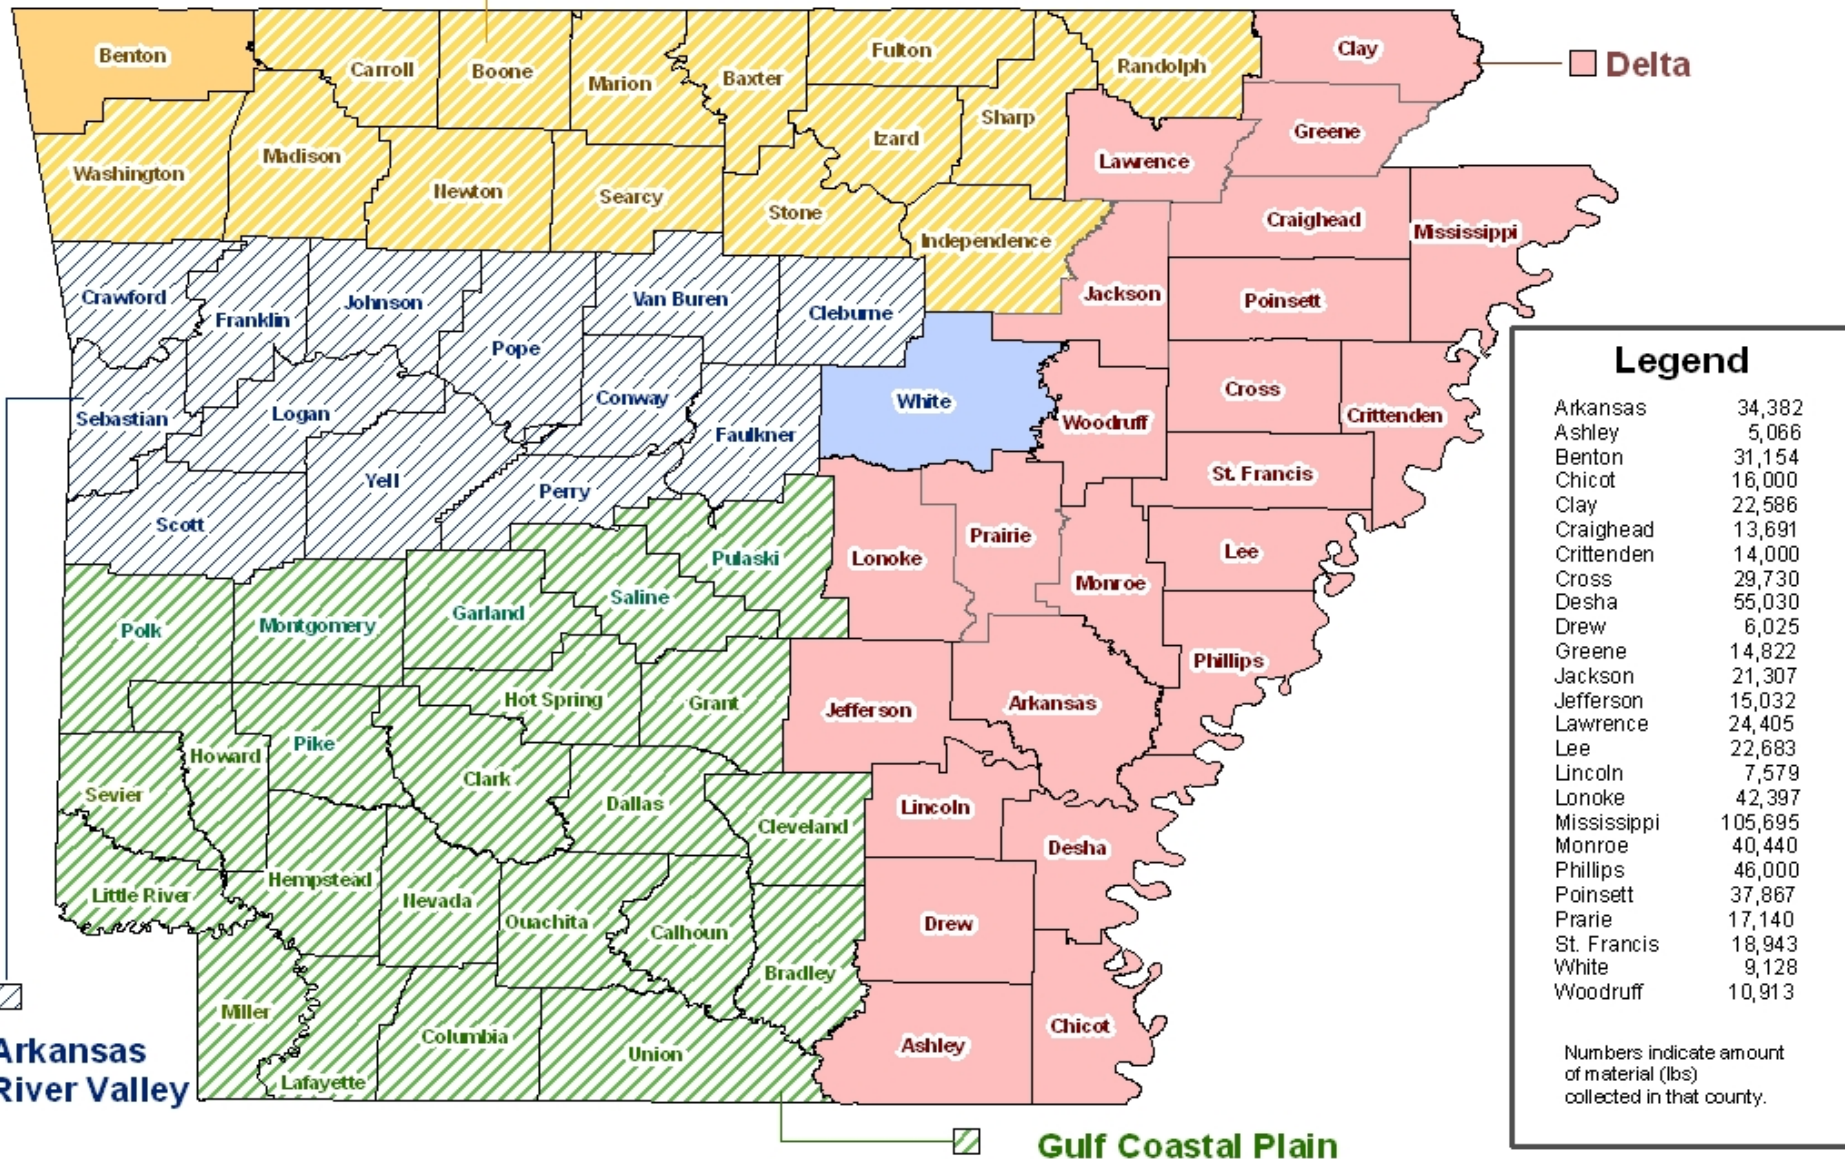 Benton
Carroll
Boone
Marion
Baxter
Fulton
Randolph
Clay
Delta
Washington
Madison
Newton
Searcy
Stone
Izard
Sharp
Lawrence
Greene
Independence
Jackson
Craighead
Mississippi
Poinsett
Crawford
Franklin
Johnson
Pope
Van Buren
Cleburne
White
Woodruff
Cross
Crittenden
Sebastian
Logan
Conway
Faulkner
St. Francis
Scott
Yell
Perry
Pulaski
Lonoke
Prairie
Monroe
Lee
Polk
Montgomery
Garland
Saline
Phillips
Hot Spring
Grant
Jefferson
Arkansas
Howard
Pike
Clark
Sevier
Dallas
Cleveland
Lincoln
Desha
Little River
Hempstead
Nevada
Ouachita
Calhoun
Bradley
Drew
Miller
Lafayette
Columbia
Union
Ashley
Chicot
Arkansas
River Valley
Gulf Coastal Plain
Legend
Arkansas 34,382
Ashley 5,066
Benton 31,154
Chicot 16,000
Clay 22,586
Craighead 13,691
Crittenden 14,000
Cross 29,730
Desha 55,030
Drew 6,025
Greene 14,822
Jackson 21,307
Jefferson 15,032
Lawrence 24,405
Lee 22,683
Lincoln 7,579
Lonoke 42,397
Mississippi 105,695
Monroe 40,440
Phillips 46,000
Poinsett 37,867
Prarie 17,140
St. Francis 18,943
White 9,128
Woodruff 10,913
Numbers indicate amount
of material (lbs)
collected in that county.